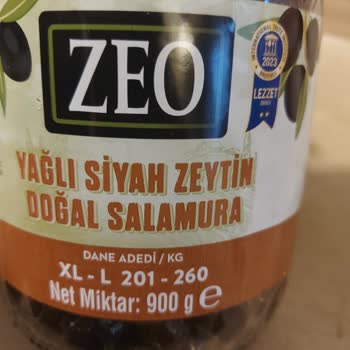 ZEO
2023
LEZZET
YAĞLI SİYAH ZEYTİN
DOĞAL SALAMURA
DANE ADEDİ / KG
XL - L 201 - 260
Net Miktar: 900 g e